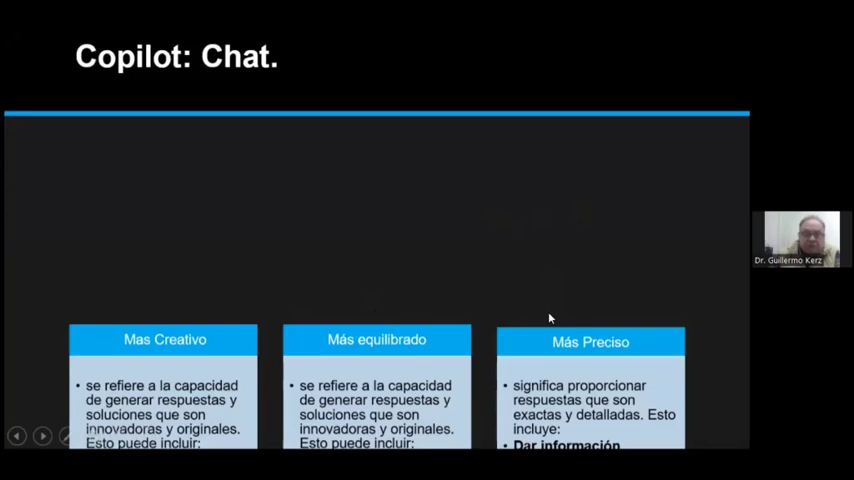 Copilot: Chat.
Dr. Guillermo Kerz
Mas Creativo
• se refiere a la capacidad
de generar respuestas y
soluciones que son
innovadoras y originales.
Esto puede incluir:
Más equilibrado
• se refiere a la capacidad
de generar respuestas y
soluciones que son
innovadoras y originales.
Esto puede incluir:
Más Preciso
• significa proporcionar
respuestas que son
exactas y detalladas. Esto
incluye:
• Dar información